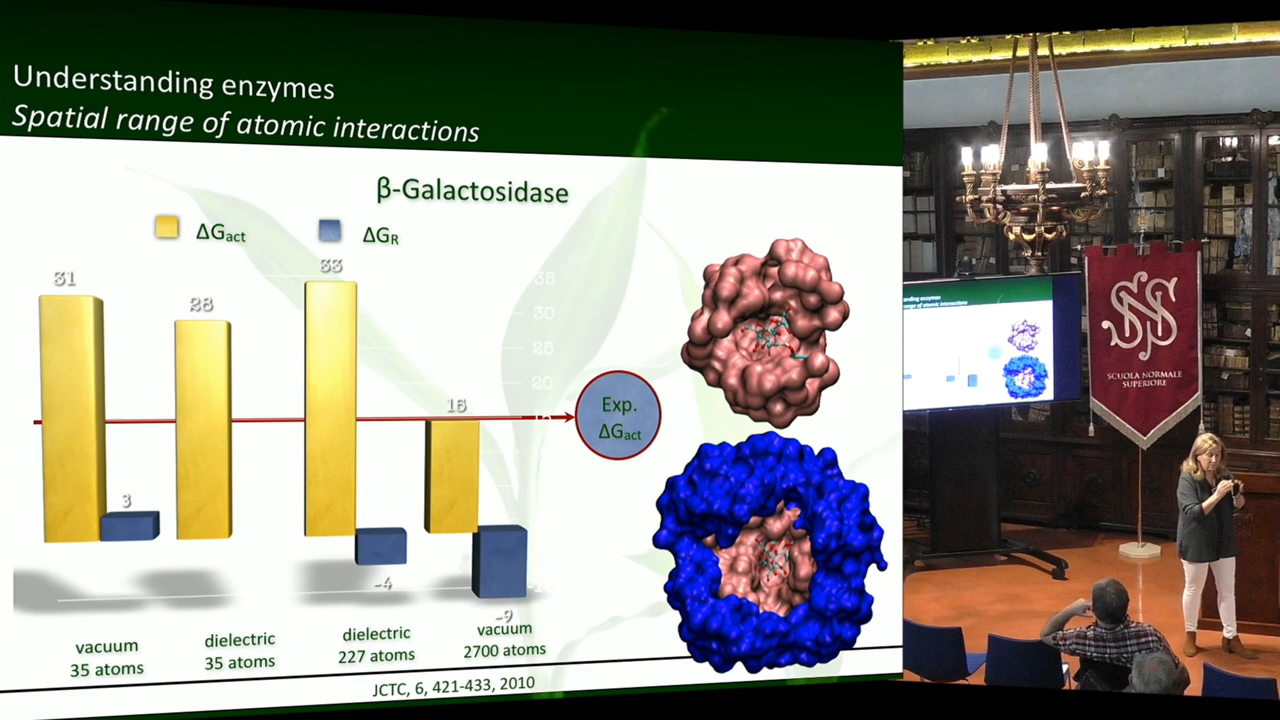 Understanding enzymes
Spatial range of atomic interactions
β-Galactosidase
ΔGact
ΔGR
31
28
33
16
3
-4
-9
35
30
25
20
Exp.
ΔGact
vacuum
35 atoms
dielectric
35 atoms
dielectric
227 atoms
vacuum
2700 atoms
JCTC, 6, 421-433, 2010
SNS
SCUOLA NORMALE
SUPERIORE